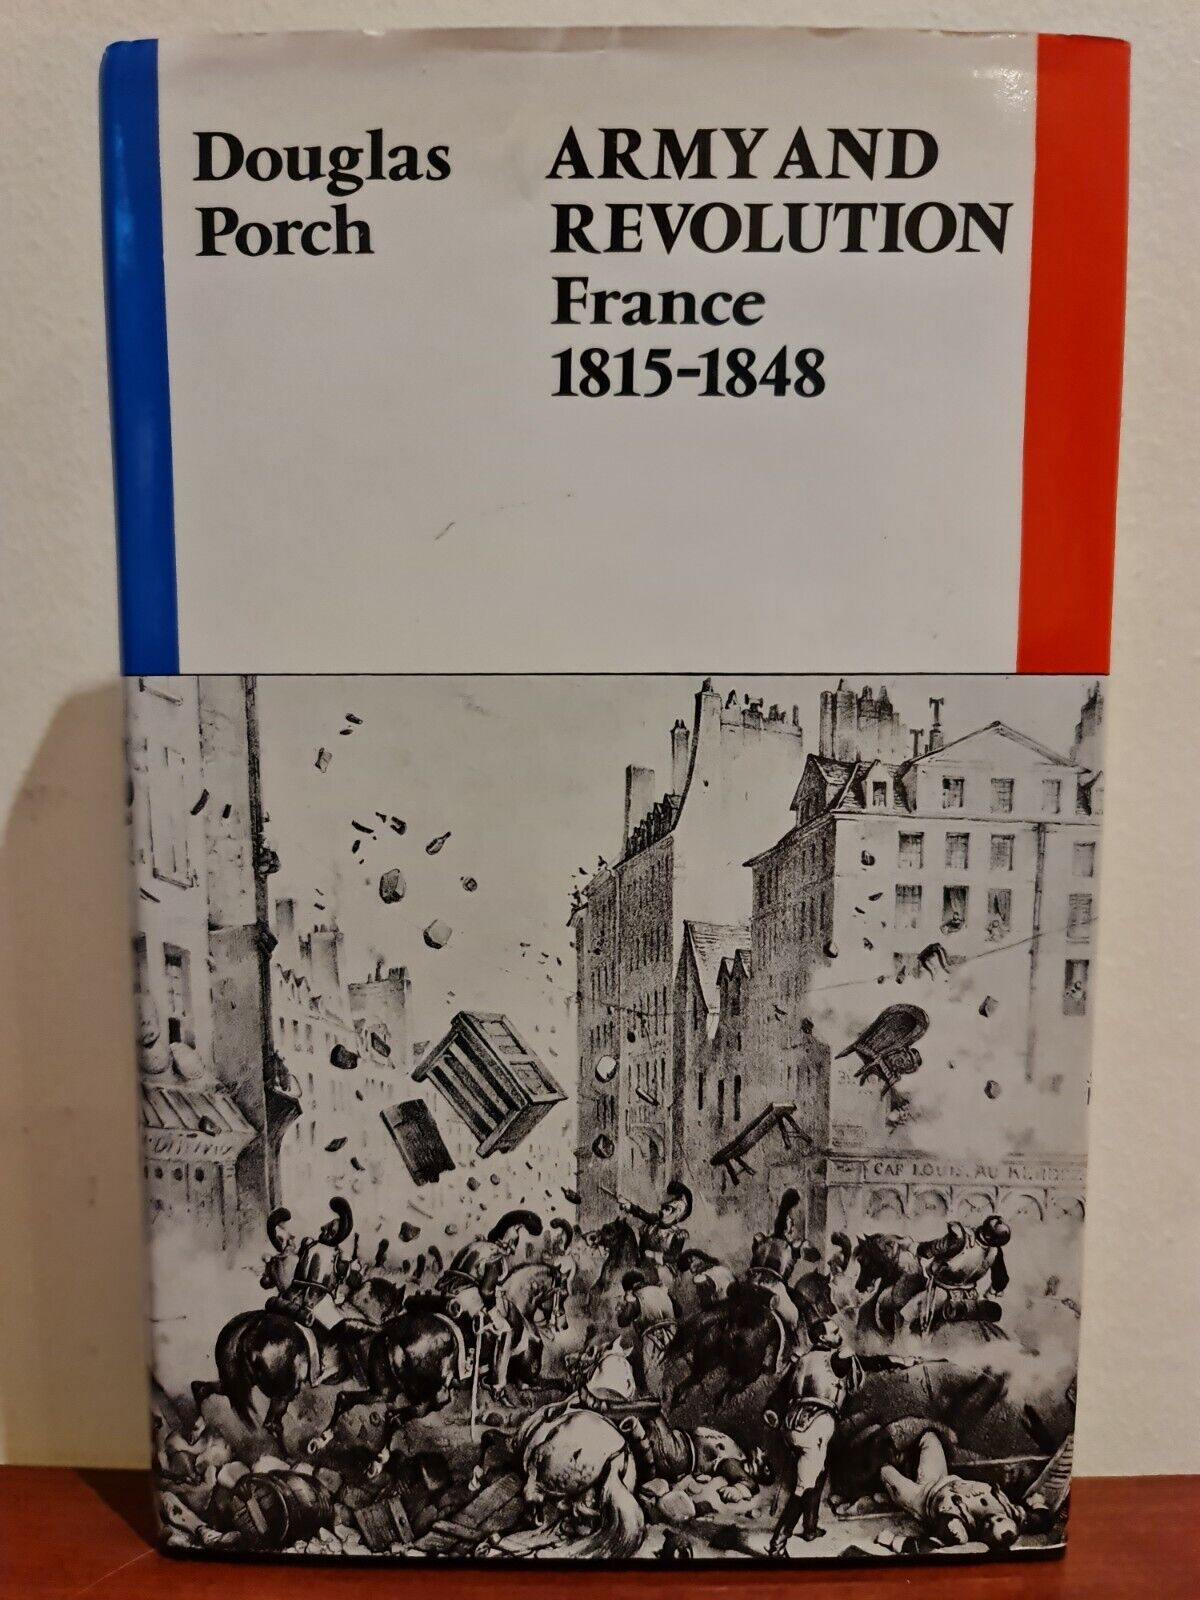 Douglas
Porch
ARMY AND
REVOLUTION
France
1815-1848